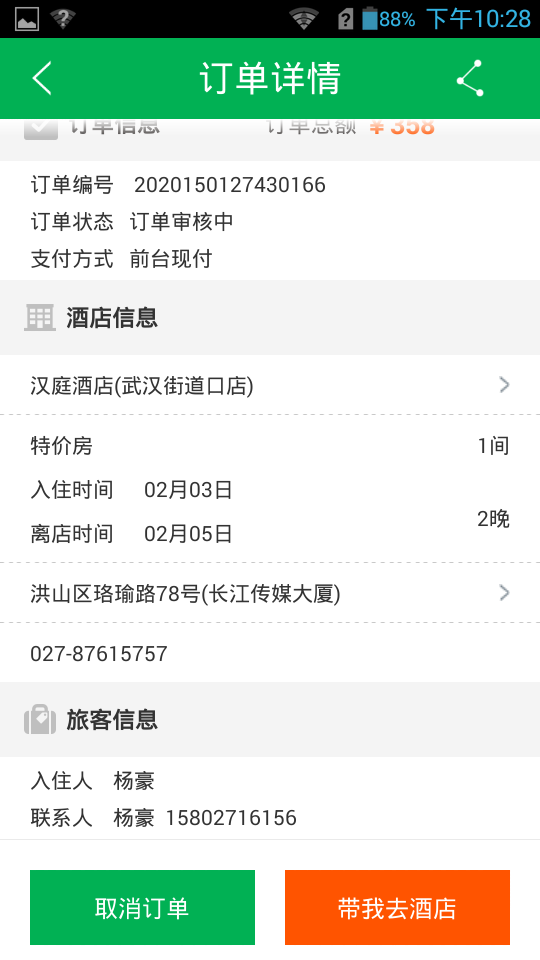 88% 下午10:28
订单详情
订单信息 订单总额 ¥358
订单编号 2020150127430166
订单状态 订单审核中
支付方式 前台现付
酒店信息
汉庭酒店(武汉街道口店)
特价房 1间
入住时间 02月03日
2晚
离店时间 02月05日
洪山区珞瑜路78号(长江传媒大厦)
027-87615757
旅客信息
入住人 杨豪
联系人 杨豪 15802716156
取消订单 带我去酒店